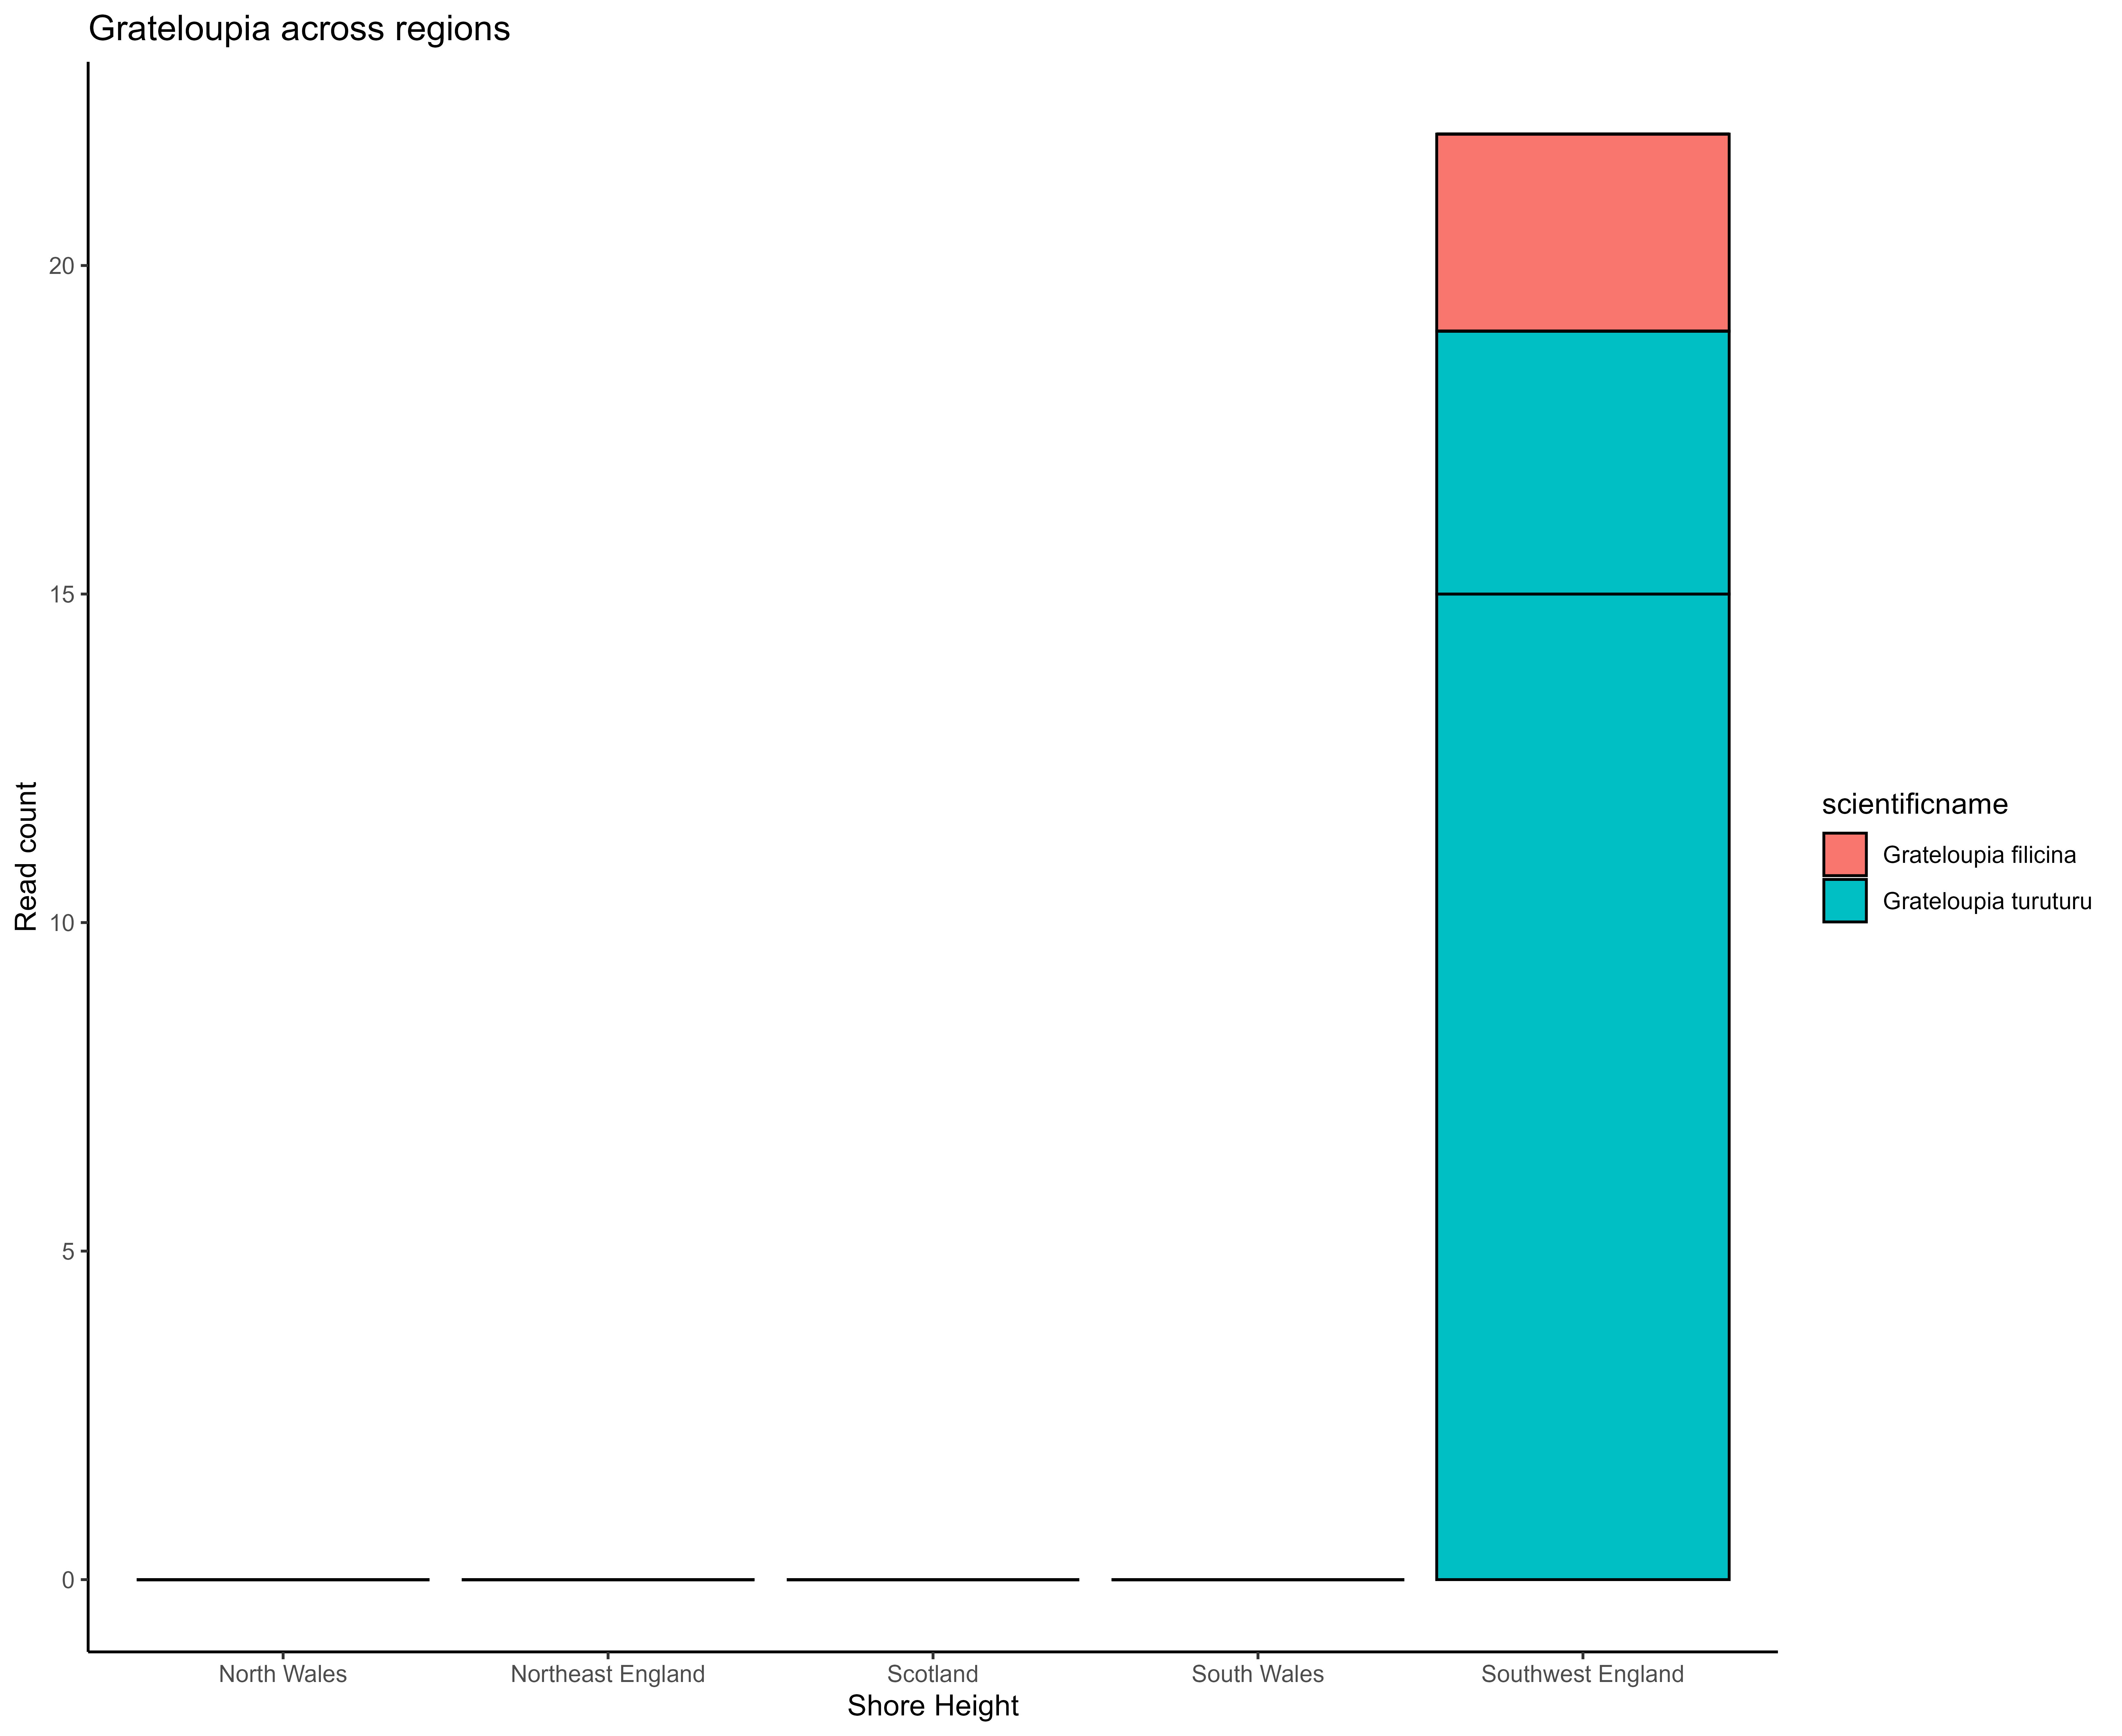 Grateloupia across regions
Read count
20
15
10
5
0
North Wales
Northeast England
Scotland
South Wales
Southwest England
Shore Height
scientificname
Grateloupia filicina
Grateloupia turuturu